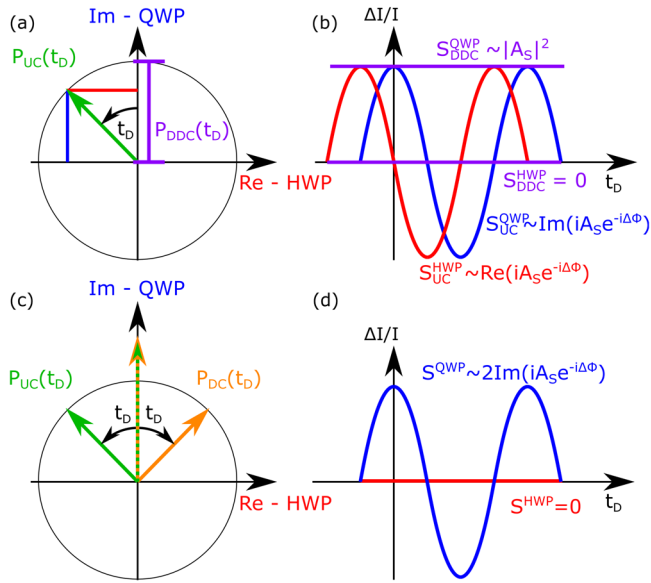 (a) Im - QWP
P_UC(t_D)
t_D
P_DDC(t_D)
Re - HWP
(b) ΔI/I
S_DDC^QWP ~|A_S|^2
S_DDC^HWP = 0
t_D
S_UC^QWP~Im(iA_Se^-iΔΦ)
S_UC^HWP~Re(iA_Se^-iΔΦ)
(c) Im - QWP
P_UC(t_D) P_DC(t_D)
t_D t_D
Re - HWP
(d) ΔI/I
S^QWP~2Im(iA_Se^-iΔΦ)
S^HWP=0
t_D